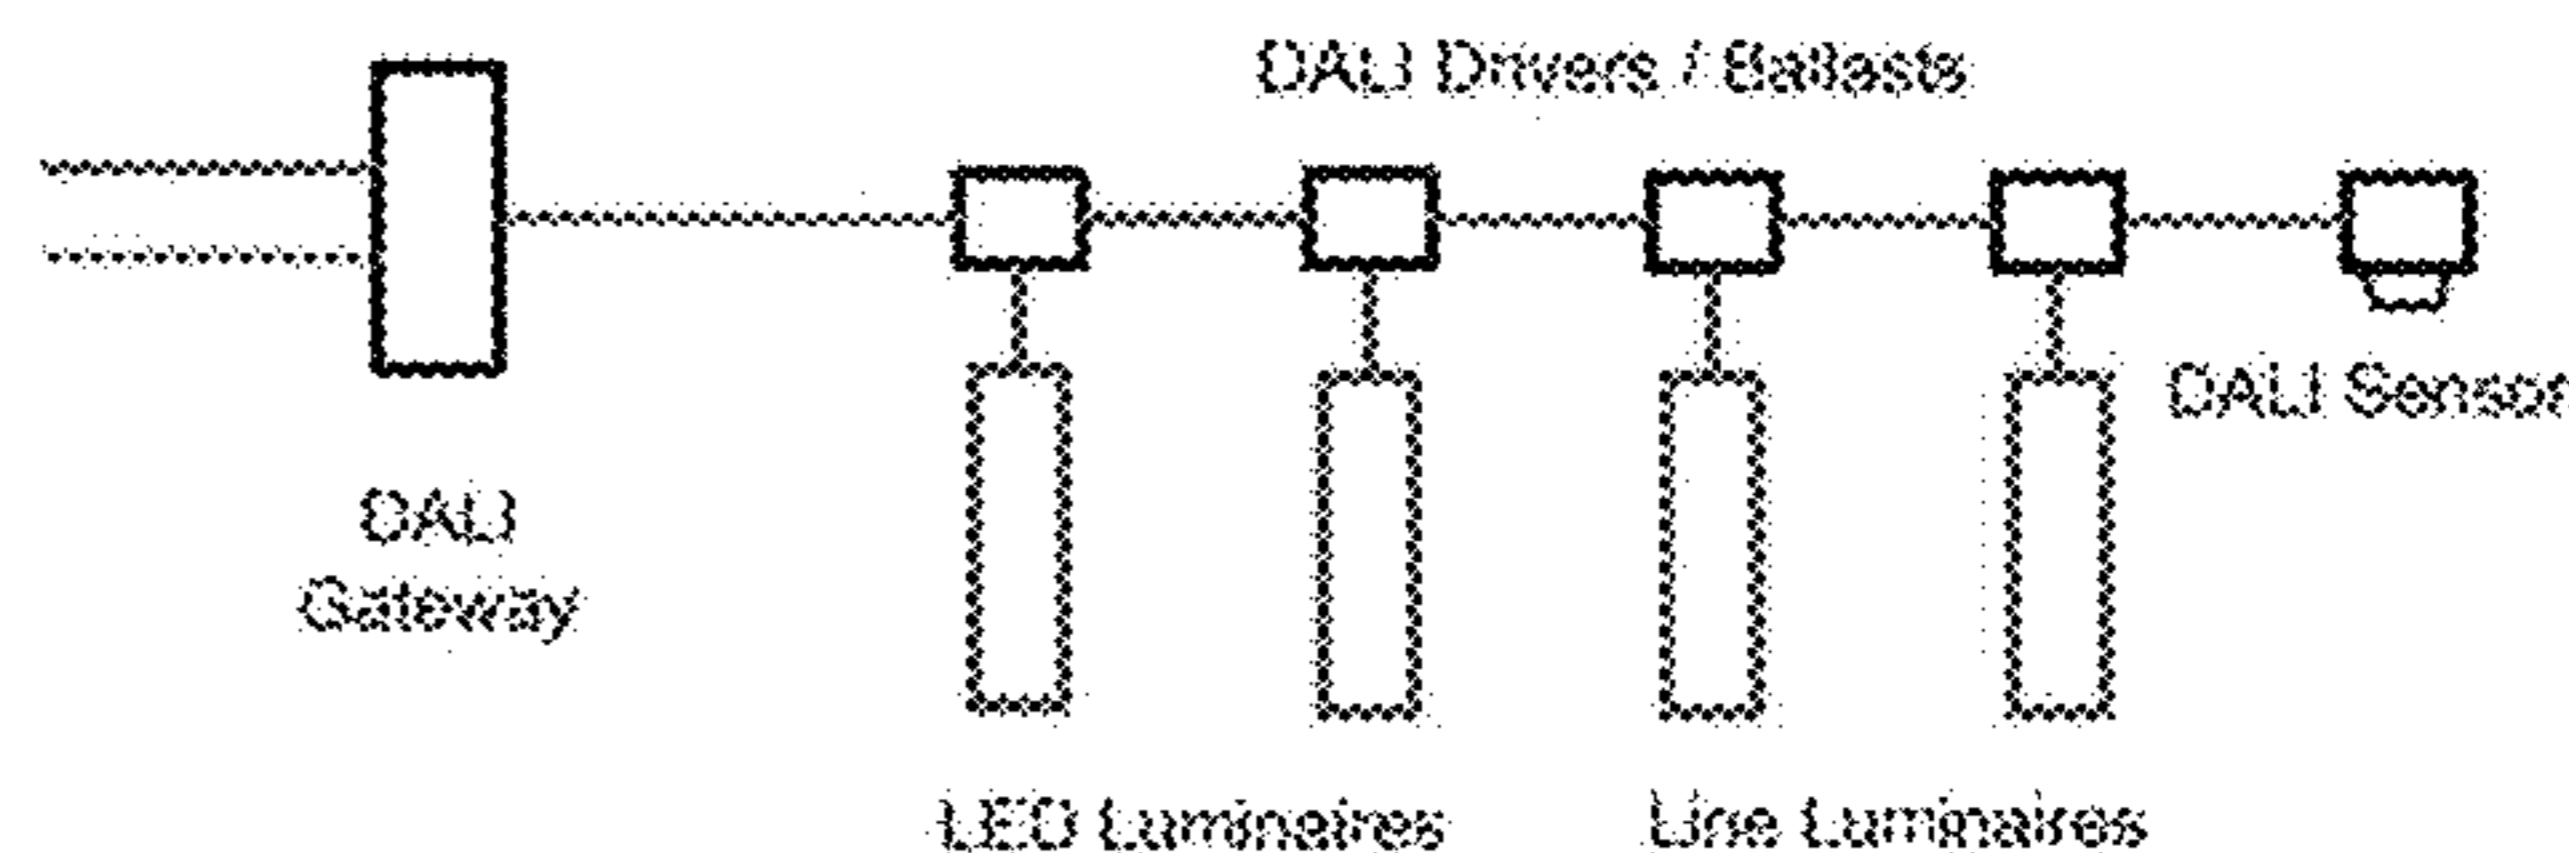 DALI Drivers / Ballasts
DALI Sensor
DALI
Gateway
LED Luminaires
Line Luminaires